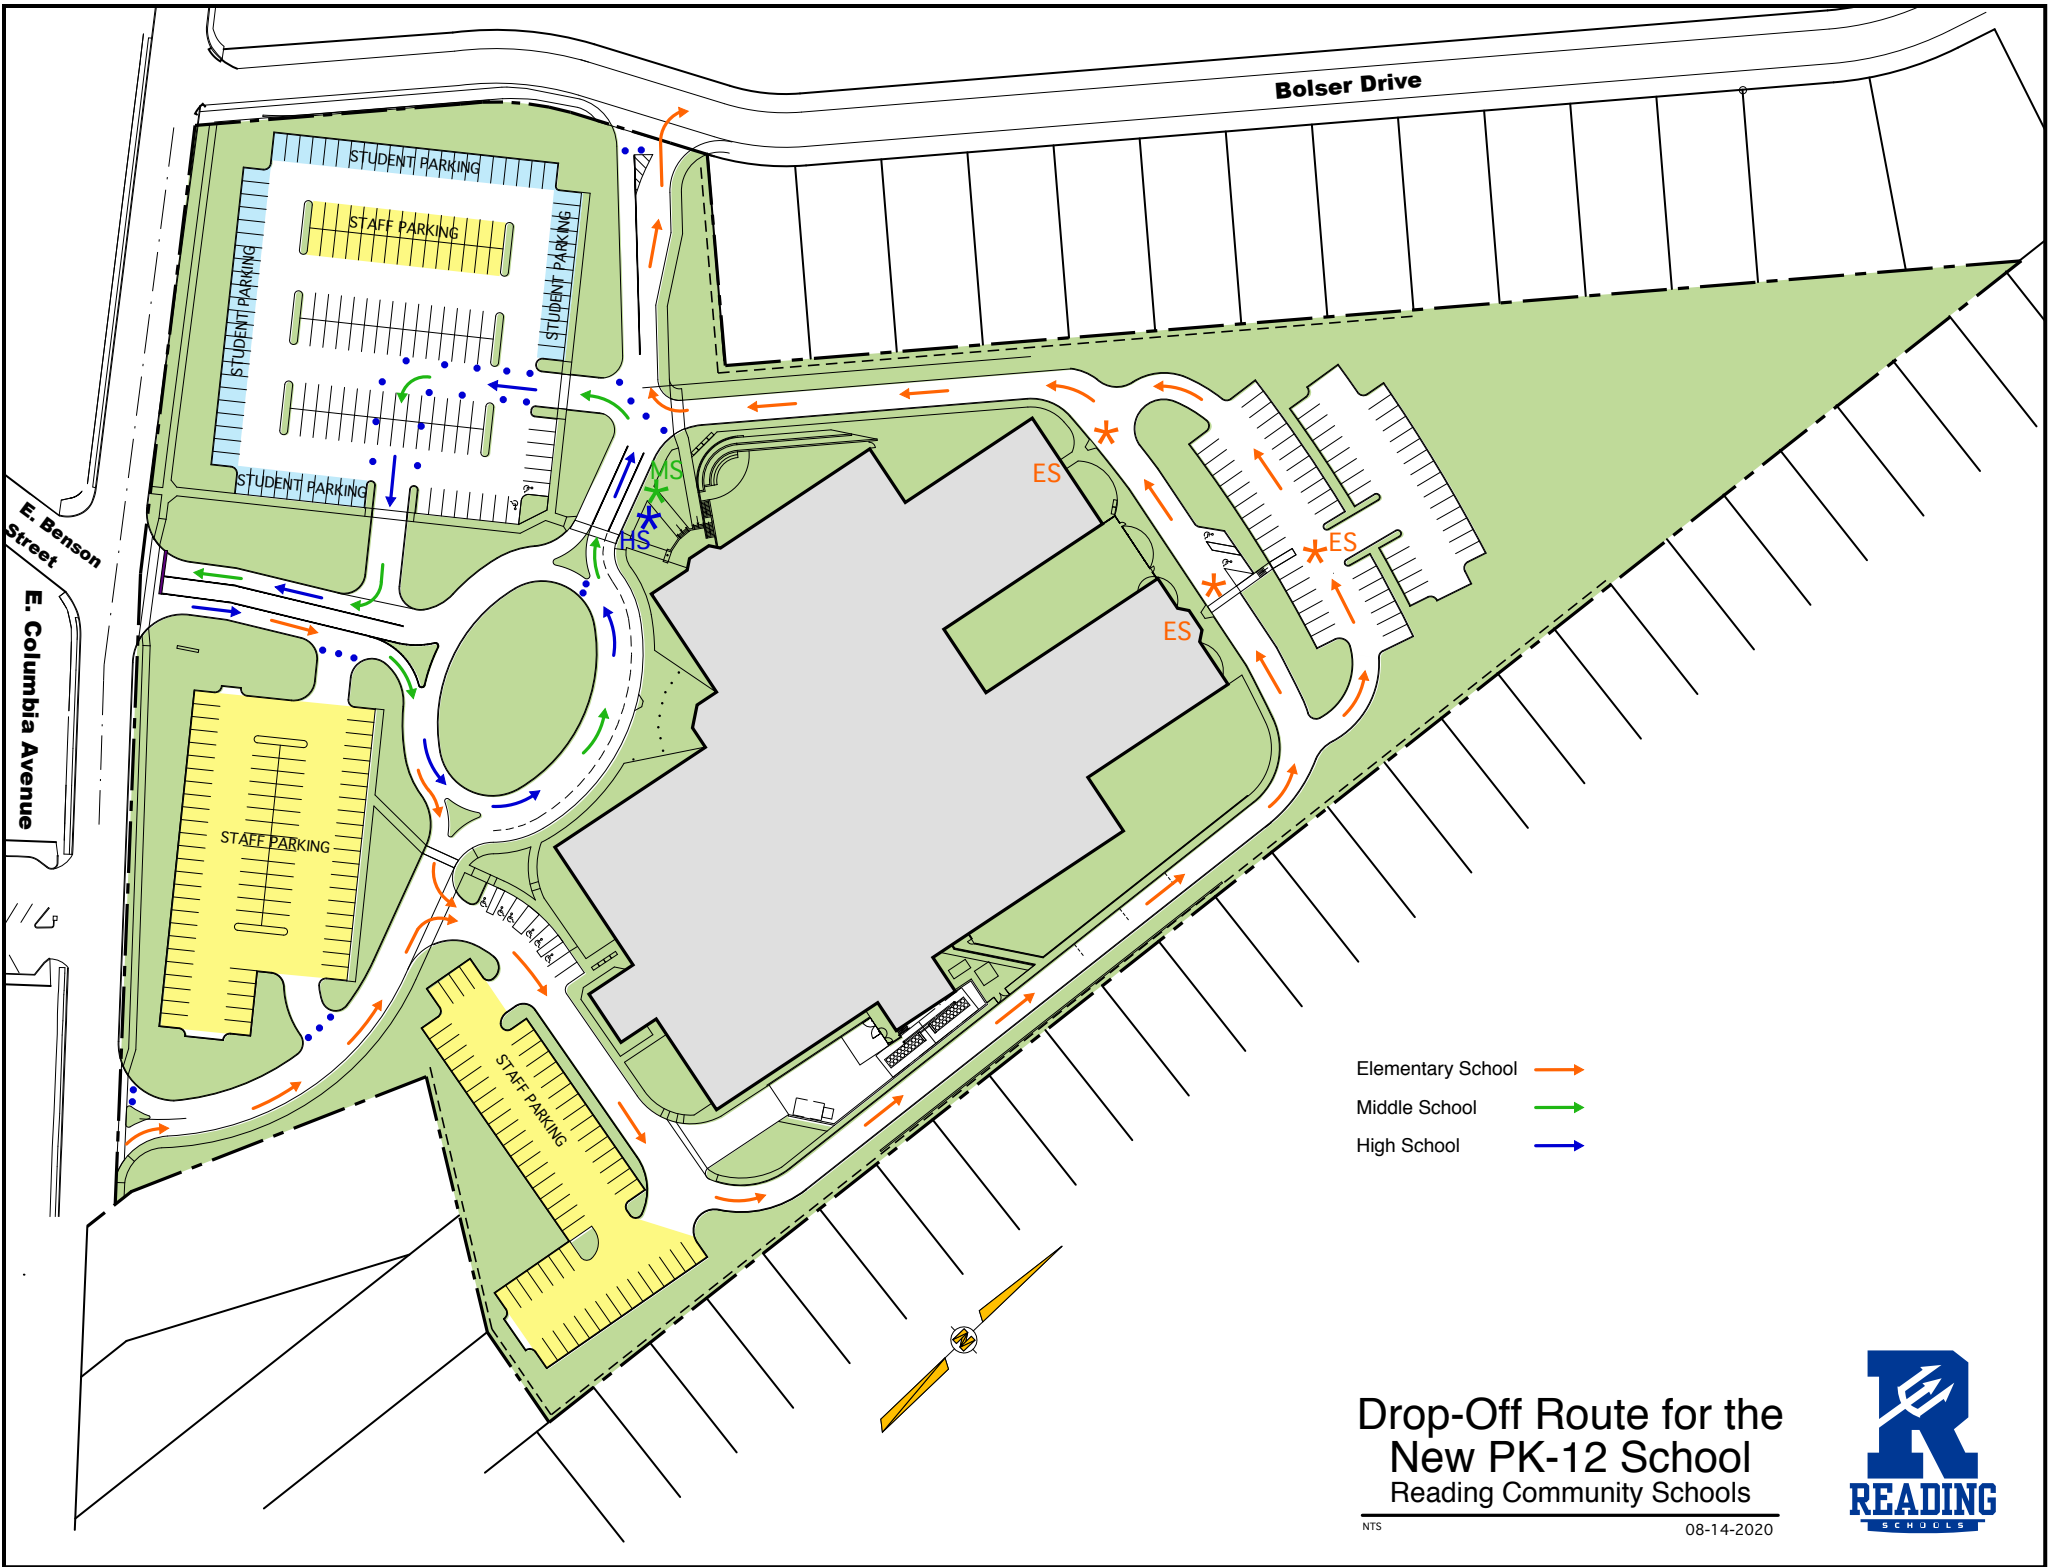 Bolser Drive
STUDENT PARKING
STAFF PARKING
STUDENT PARKING
STUDENT PARKING
STUDENT PARKING
MS
HS
ES
ES
ES
E. Benson
Street
E. Columbia Avenue
STAFF PARKING
STAFF PARKING
Elementary School
Middle School
High School
N
Drop-Off Route for the
New PK-12 School
Reading Community Schools
NTS
08-14-2020
R
READING
SCHOOLS